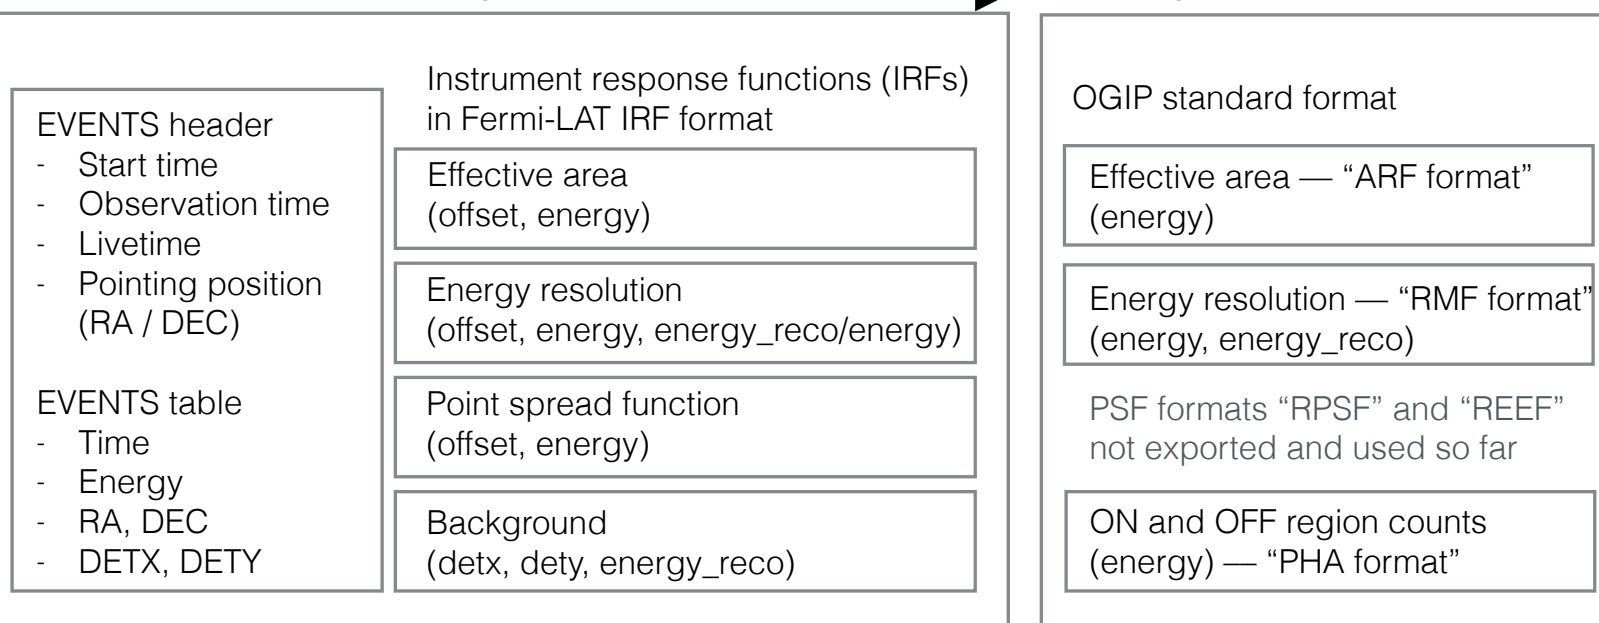 EVENTS header
- Start time
- Observation time
- Livetime
- Pointing position
(RA / DEC)
EVENTS table
- Time
- Energy
- RA, DEC
- DETX, DETY
Instrument response functions (IRFs)
in Fermi-LAT IRF format
Effective area
(offset, energy)
Energy resolution
(offset, energy, energy_reco/energy)
Point spread function
(offset, energy)
Background
(detx, dety, energy_reco)
OGIP standard format
Effective area — “ARF format”
(energy)
Energy resolution — “RMF format”
(energy, energy_reco)
PSF formats “RPSF” and “REEF”
not exported and used so far
ON and OFF region counts
(energy) — “PHA format”